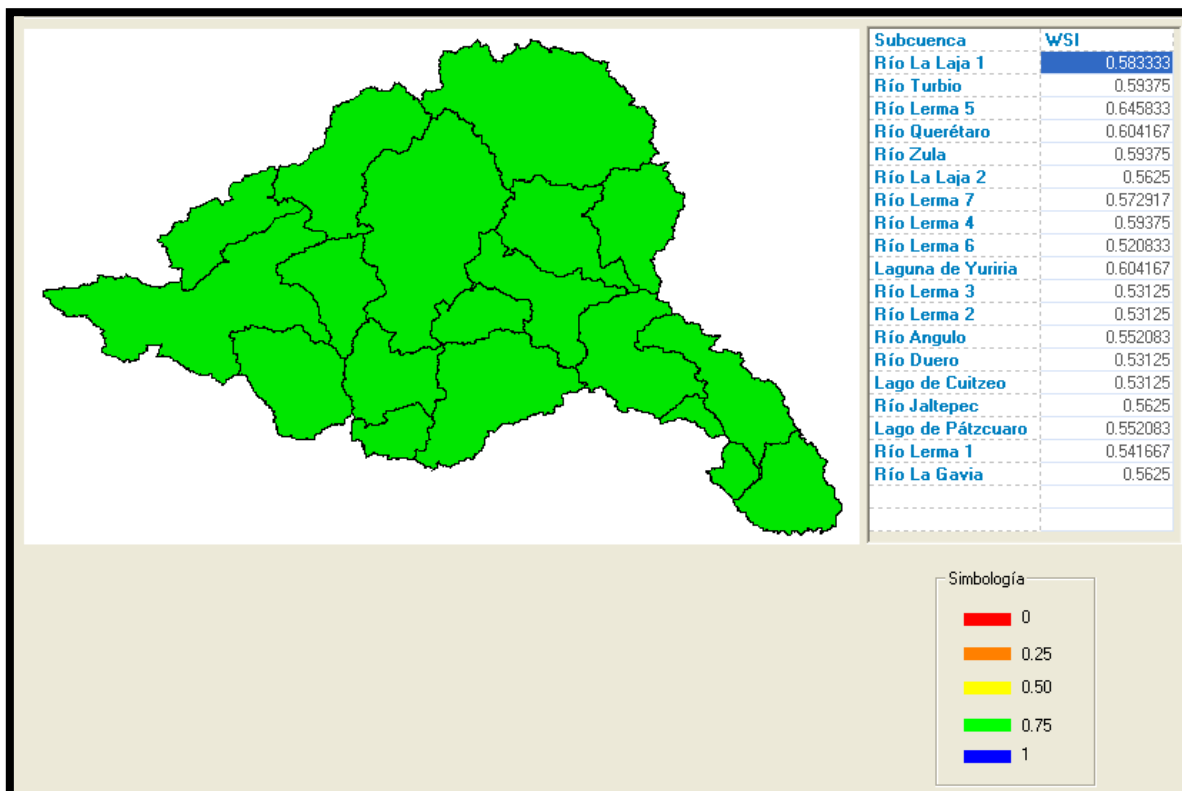 Subcuenca WSI
Río La Laja 1 0.583333
Río Turbio 0.59375
Río Lerma 5 0.645833
Río Querétaro 0.604167
Río Zula 0.59375
Río La Laja 2 0.5625
Río Lerma 7 0.572917
Río Lerma 4 0.59375
Río Lerma 6 0.520833
Laguna de Yuriria 0.604167
Río Lerma 3 0.53125
Río Lerma 2 0.53125
Río Angulo 0.552083
Río Duero 0.53125
Lago de Cuitzeo 0.53125
Río Jaltepec 0.5625
Lago de Pátzcuaro 0.552083
Río Lerma 1 0.541667
Río La Gavia 0.5625
Simbología
0
0.25
0.50
0.75
1